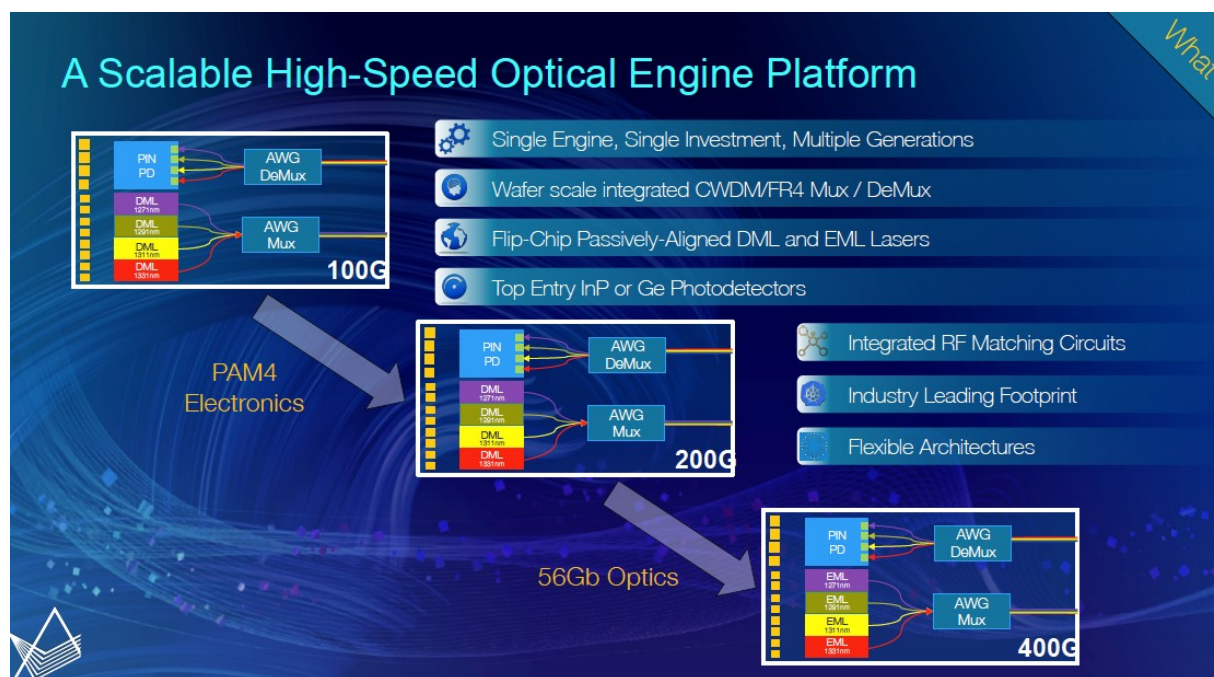 What
A Scalable High-Speed Optical Engine Platform
PIN
PD
AWG
DeMux
DML
1271nm
DML
1291nm
DML
1311nm
DML
1331nm
AWG
Mux
100G
Single Engine, Single Investment, Multiple Generations
Wafer scale integrated CWDM/FR4 Mux / DeMux
Flip-Chip Passively-Aligned DML and EML Lasers
Top Entry InP or Ge Photodetectors
PAM4
Electronics
PIN
PD
AWG
DeMux
DML
1271nm
DML
1291nm
DML
1311nm
DML
1331nm
AWG
Mux
200G
Integrated RF Matching Circuits
Industry Leading Footprint
Flexible Architectures
56Gb Optics
PIN
PD
AWG
DeMux
EML
1271nm
EML
1291nm
EML
1311nm
EML
1331nm
AWG
Mux
400G